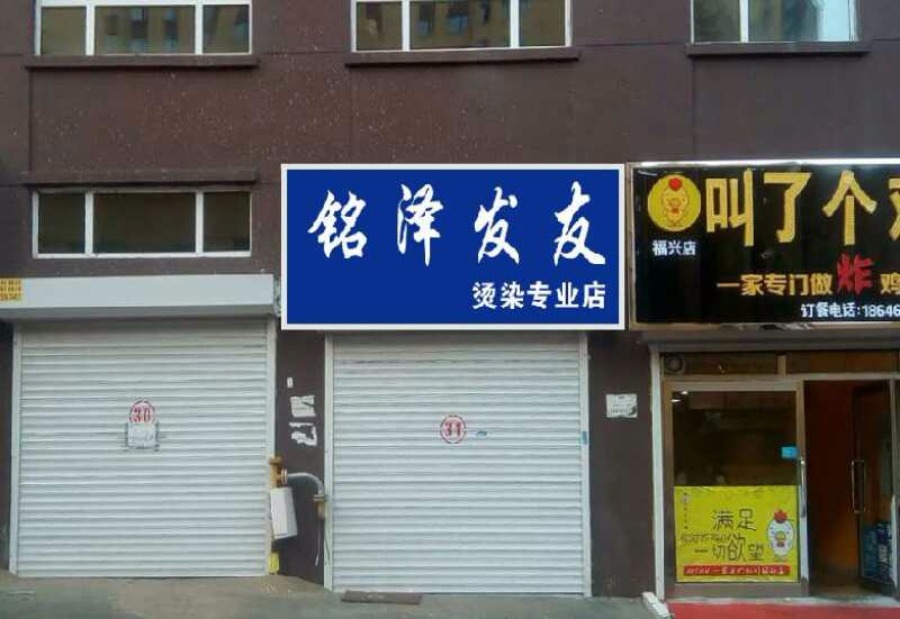 铭泽发友
烫染专业店
叫了个
福兴店
一家专门做炸鸡
订餐电话:18646
30
31
满足
一切欲望